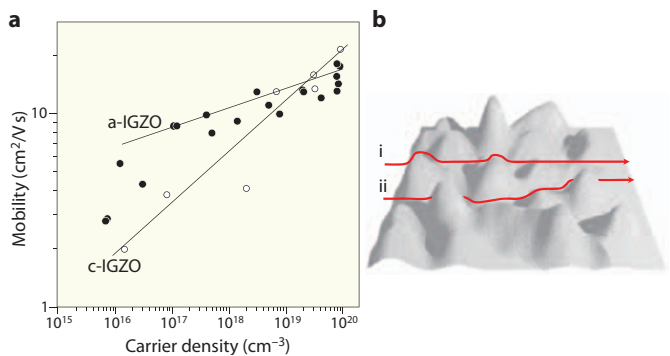 a
b
Mobility (cm²/V s)
10
1
a-IGZO
c-IGZO
10¹⁵ 10¹⁶ 10¹⁷ 10¹⁸ 10¹⁹ 10²⁰
Carrier density (cm⁻³)
i
ii